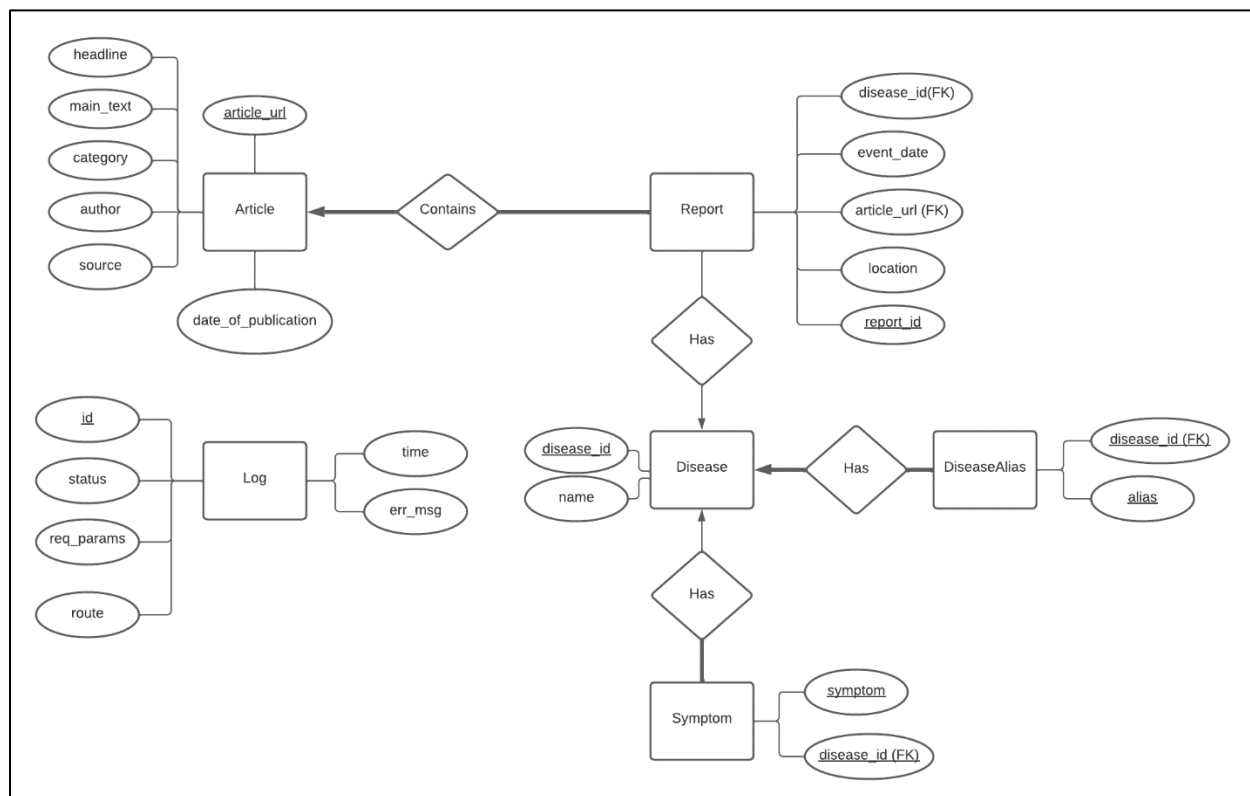 headline
main_text
category
author
source
article_url
Article
date_of_publication
Contains
Report
disease_id(FK)
event_date
article_url (FK)
location
report_id
Has
id
status
req_params
route
Log
time
err_msg
disease_id
name
Disease
Has
DiseaseAlias
disease_id (FK)
alias
Has
Symptom
symptom
disease_id (FK)